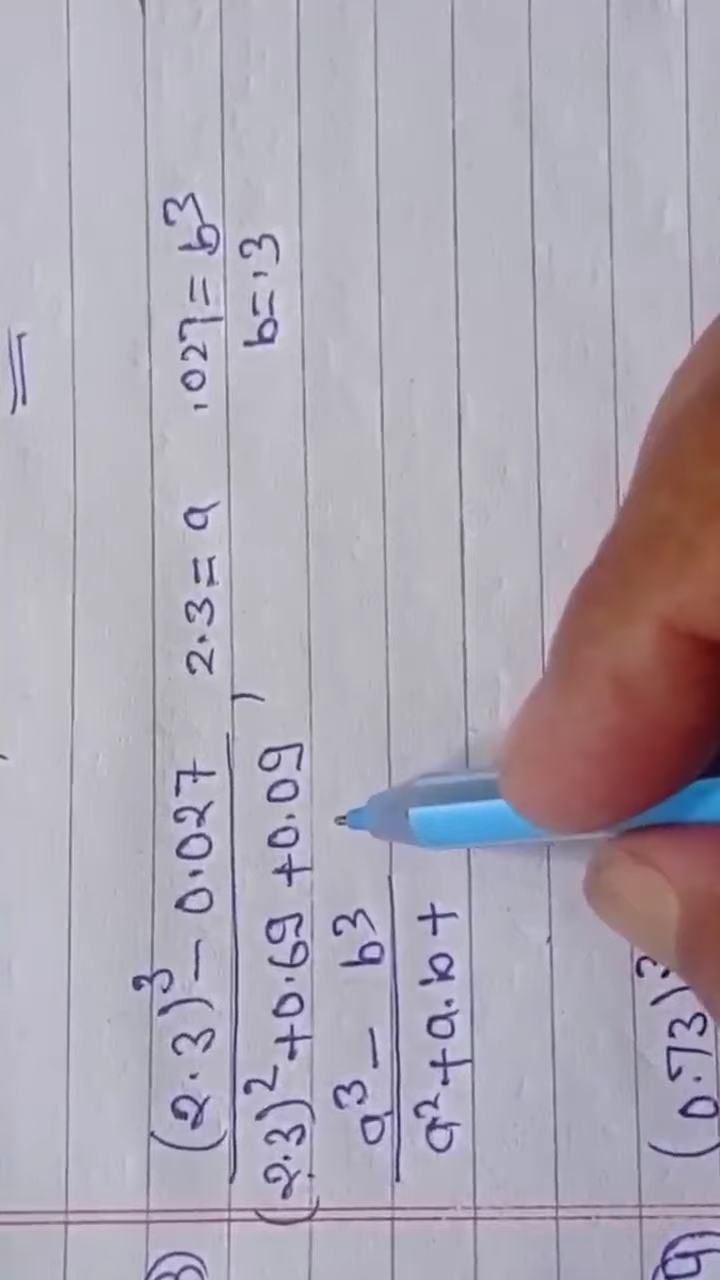 (2.3)³ - 0.027 2.3 = a .027 = b³
(2.3)² + 0.69 + 0.09 , b = .3
a³ - b³
a² + a.b +
(0.73)³